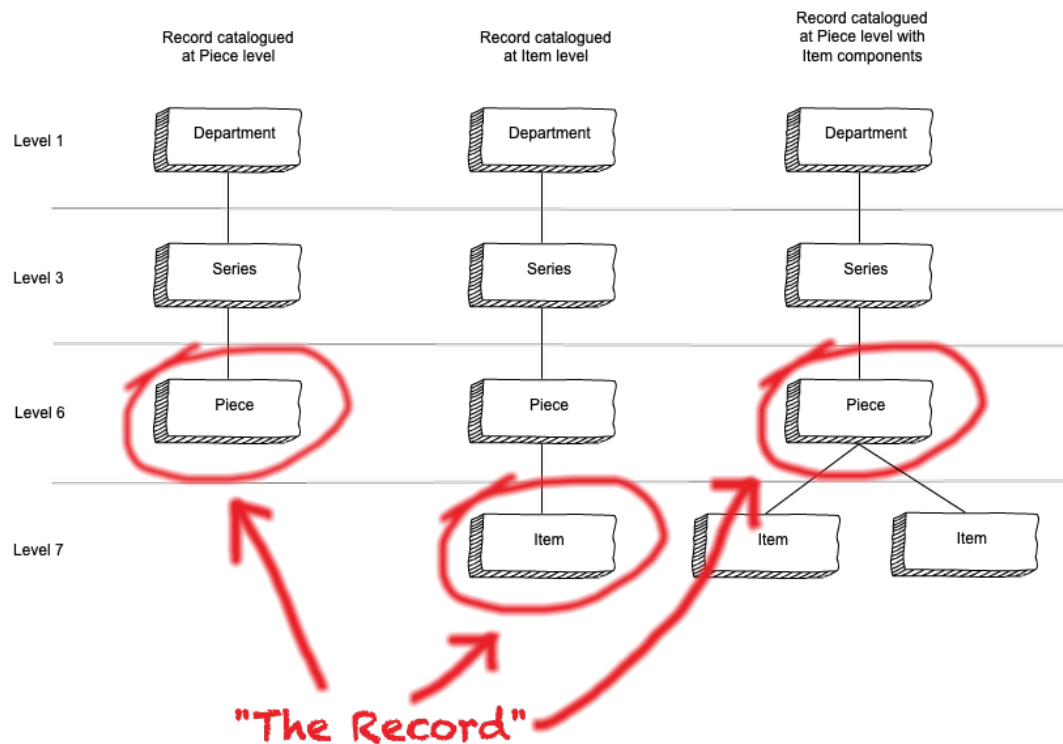 Record catalogued
at Piece level
Record catalogued
at Item level
Record catalogued
at Piece level with
Item components
Level 1
Department
Department
Department
Level 3
Series
Series
Series
Level 6
Piece
Piece
Piece
Level 7
Item
Item
Item
"The Record"